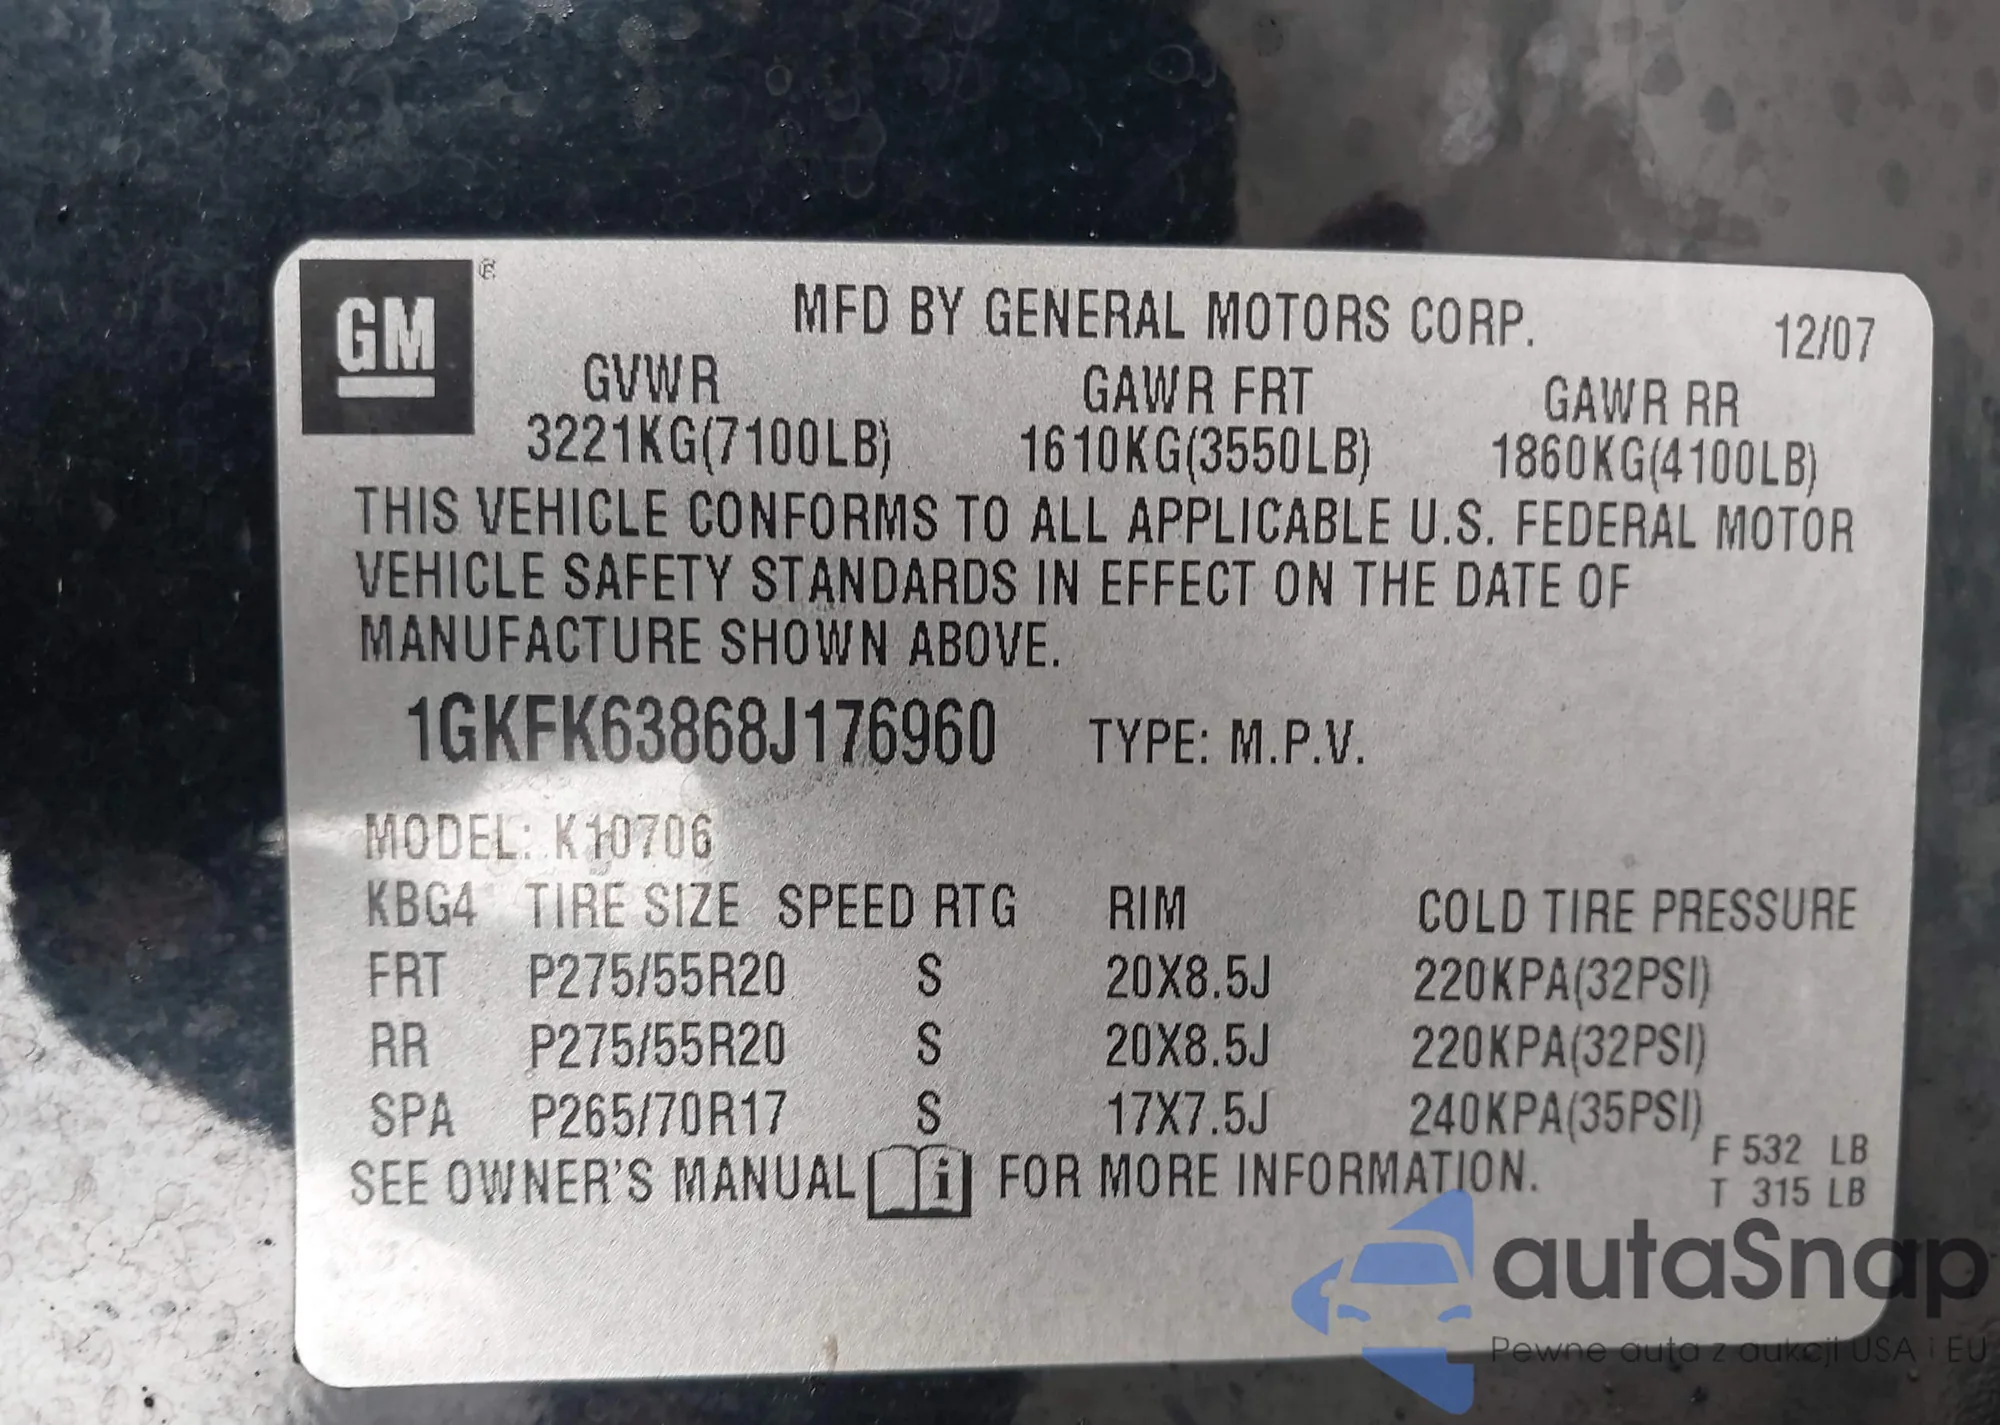 GM ®
MFD BY GENERAL MOTORS CORP. 12/07
GVWR GAWR FRT GAWR RR
3221KG(7100LB) 1610KG(3550LB) 1860KG(4100LB)
THIS VEHICLE CONFORMS TO ALL APPLICABLE U.S. FEDERAL MOTOR
VEHICLE SAFETY STANDARDS IN EFFECT ON THE DATE OF
MANUFACTURE SHOWN ABOVE.
1GKFK63868J176960 TYPE: M.P.V.
MODEL: K10706
KBG4 TIRE SIZE SPEED RTG RIM COLD TIRE PRESSURE
FRT P275/55R20 S 20X8.5J 220KPA(32PSI)
RR P275/55R20 S 20X8.5J 220KPA(32PSI)
SPA P265/70R17 S 17X7.5J 240KPA(35PSI)
SEE OWNER'S MANUAL i FOR MORE INFORMATION.
F 532 LB
T 315 LB
autaSnap
Pewne auta z aukcji USA i EU